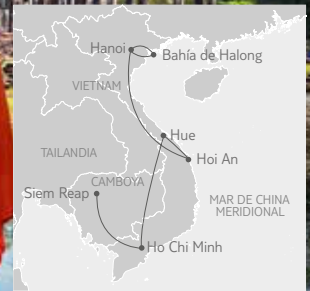 Hanoi
Bahía de Halong
VIETNAM
Hue
TAILANDIA
Hoi An
CAMBOYA
Siem Reap
MAR DE CHINA
MERIDIONAL
Ho Chi Minh